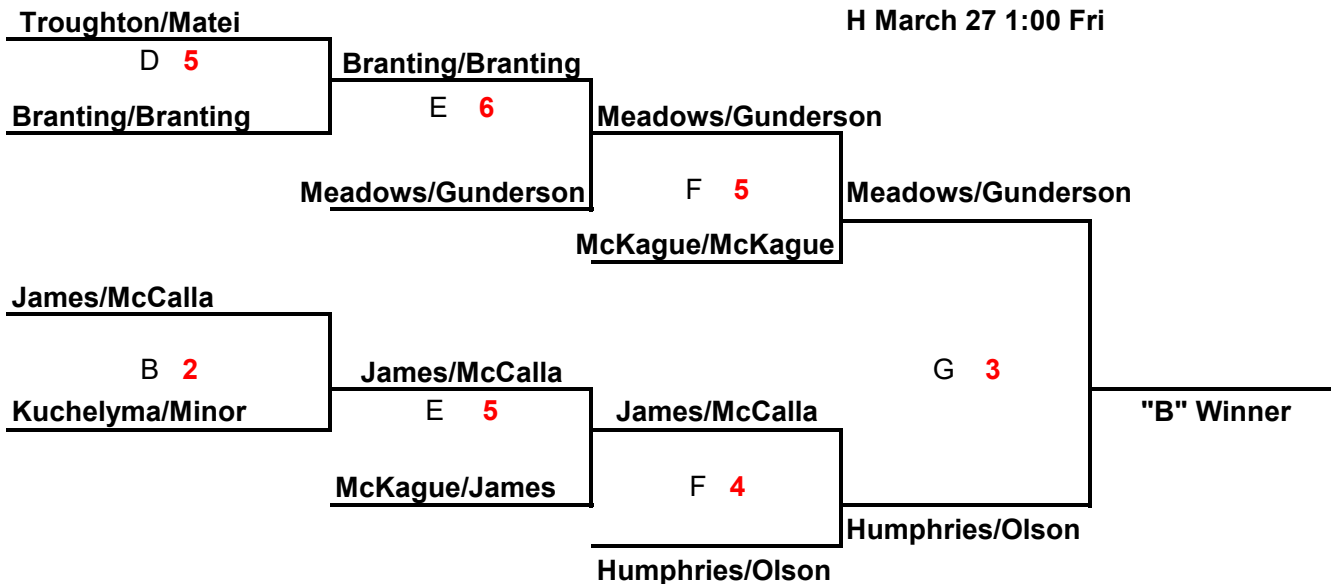 Troughton/Matei
H March 27 1:00 Fri
D 5
Branting/Branting
Branting/Branting
E 6
Meadows/Gunderson
Meadows/Gunderson
F 5
Meadows/Gunderson
McKague/McKague
James/McCalla
B 2
James/McCalla
G 3
Kuchelyma/Minor
E 5
James/McCalla
"B" Winner
McKague/James
F 4
Humphries/Olson
Humphries/Olson